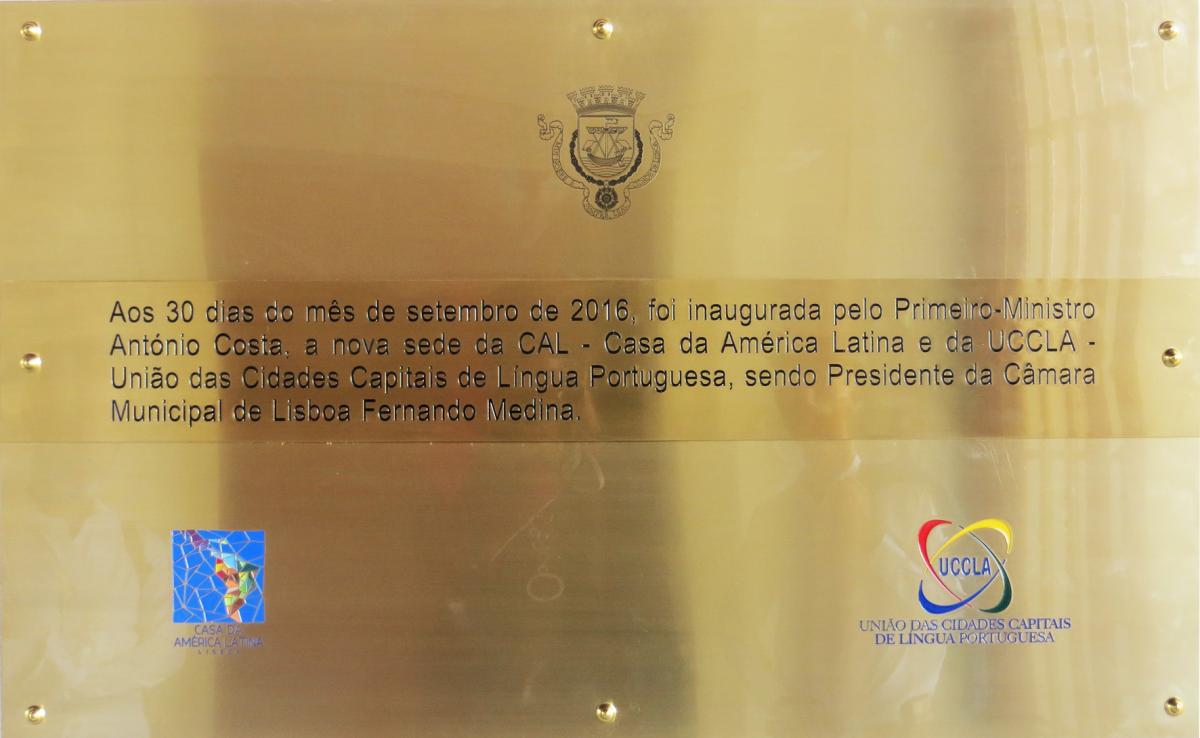 Aos 30 dias do mês de setembro de 2016, foi inaugurada pelo Primeiro-Ministro
António Costa, a nova sede da CAL - Casa da América Latina e da UCCLA -
União das Cidades Capitais de Língua Portuguesa, sendo Presidente da Câmara
Municipal de Lisboa Fernando Medina.
CASA DA
AMÉRICA LATINA
LISBOA
UCCLA
UNIÃO DAS CIDADES CAPITAIS
DE LÍNGUA PORTUGUESA